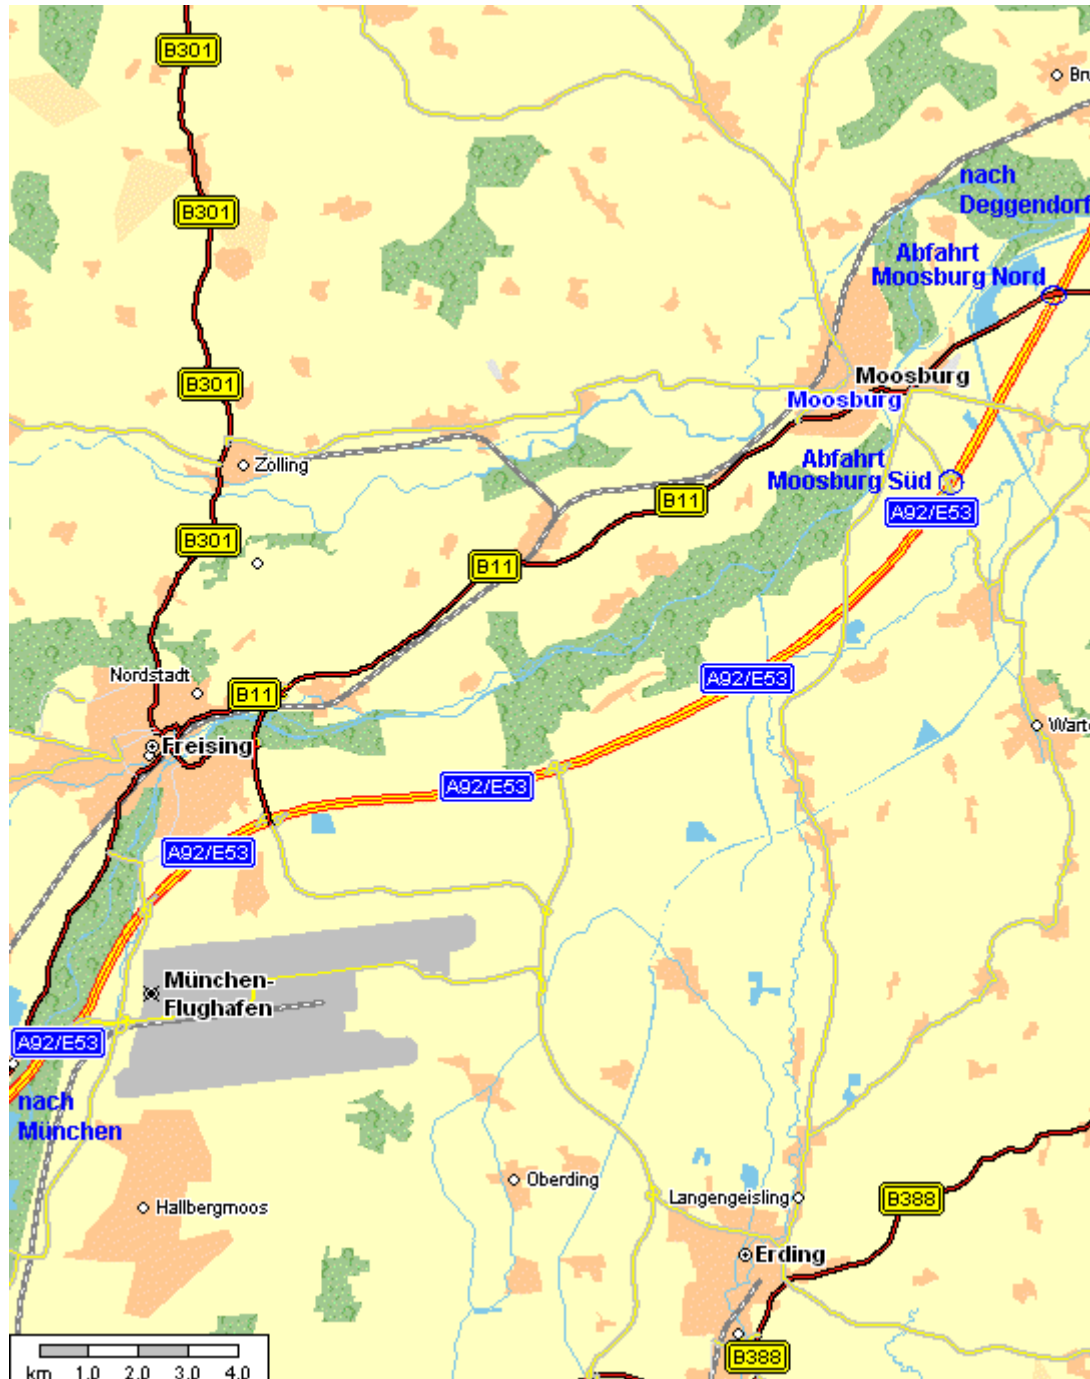 B301
Bru
nach
Deggendorf
B301
Abfahrt
Moosburg Nord
B301
Moosburg
Moosburg
Zolling
Abfahrt
Moosburg Süd
B11
A92/E53
B301
B11
Nordstadt
A92/E53
B11
Freising
Warte
A92/E53
A92/E53
München-
Flughafen
A92/E53
nach
München
Oberding
Langengeisling
B388
Hallbergmoos
Erding
B388
km 1.0 2.0 3.0 4.0